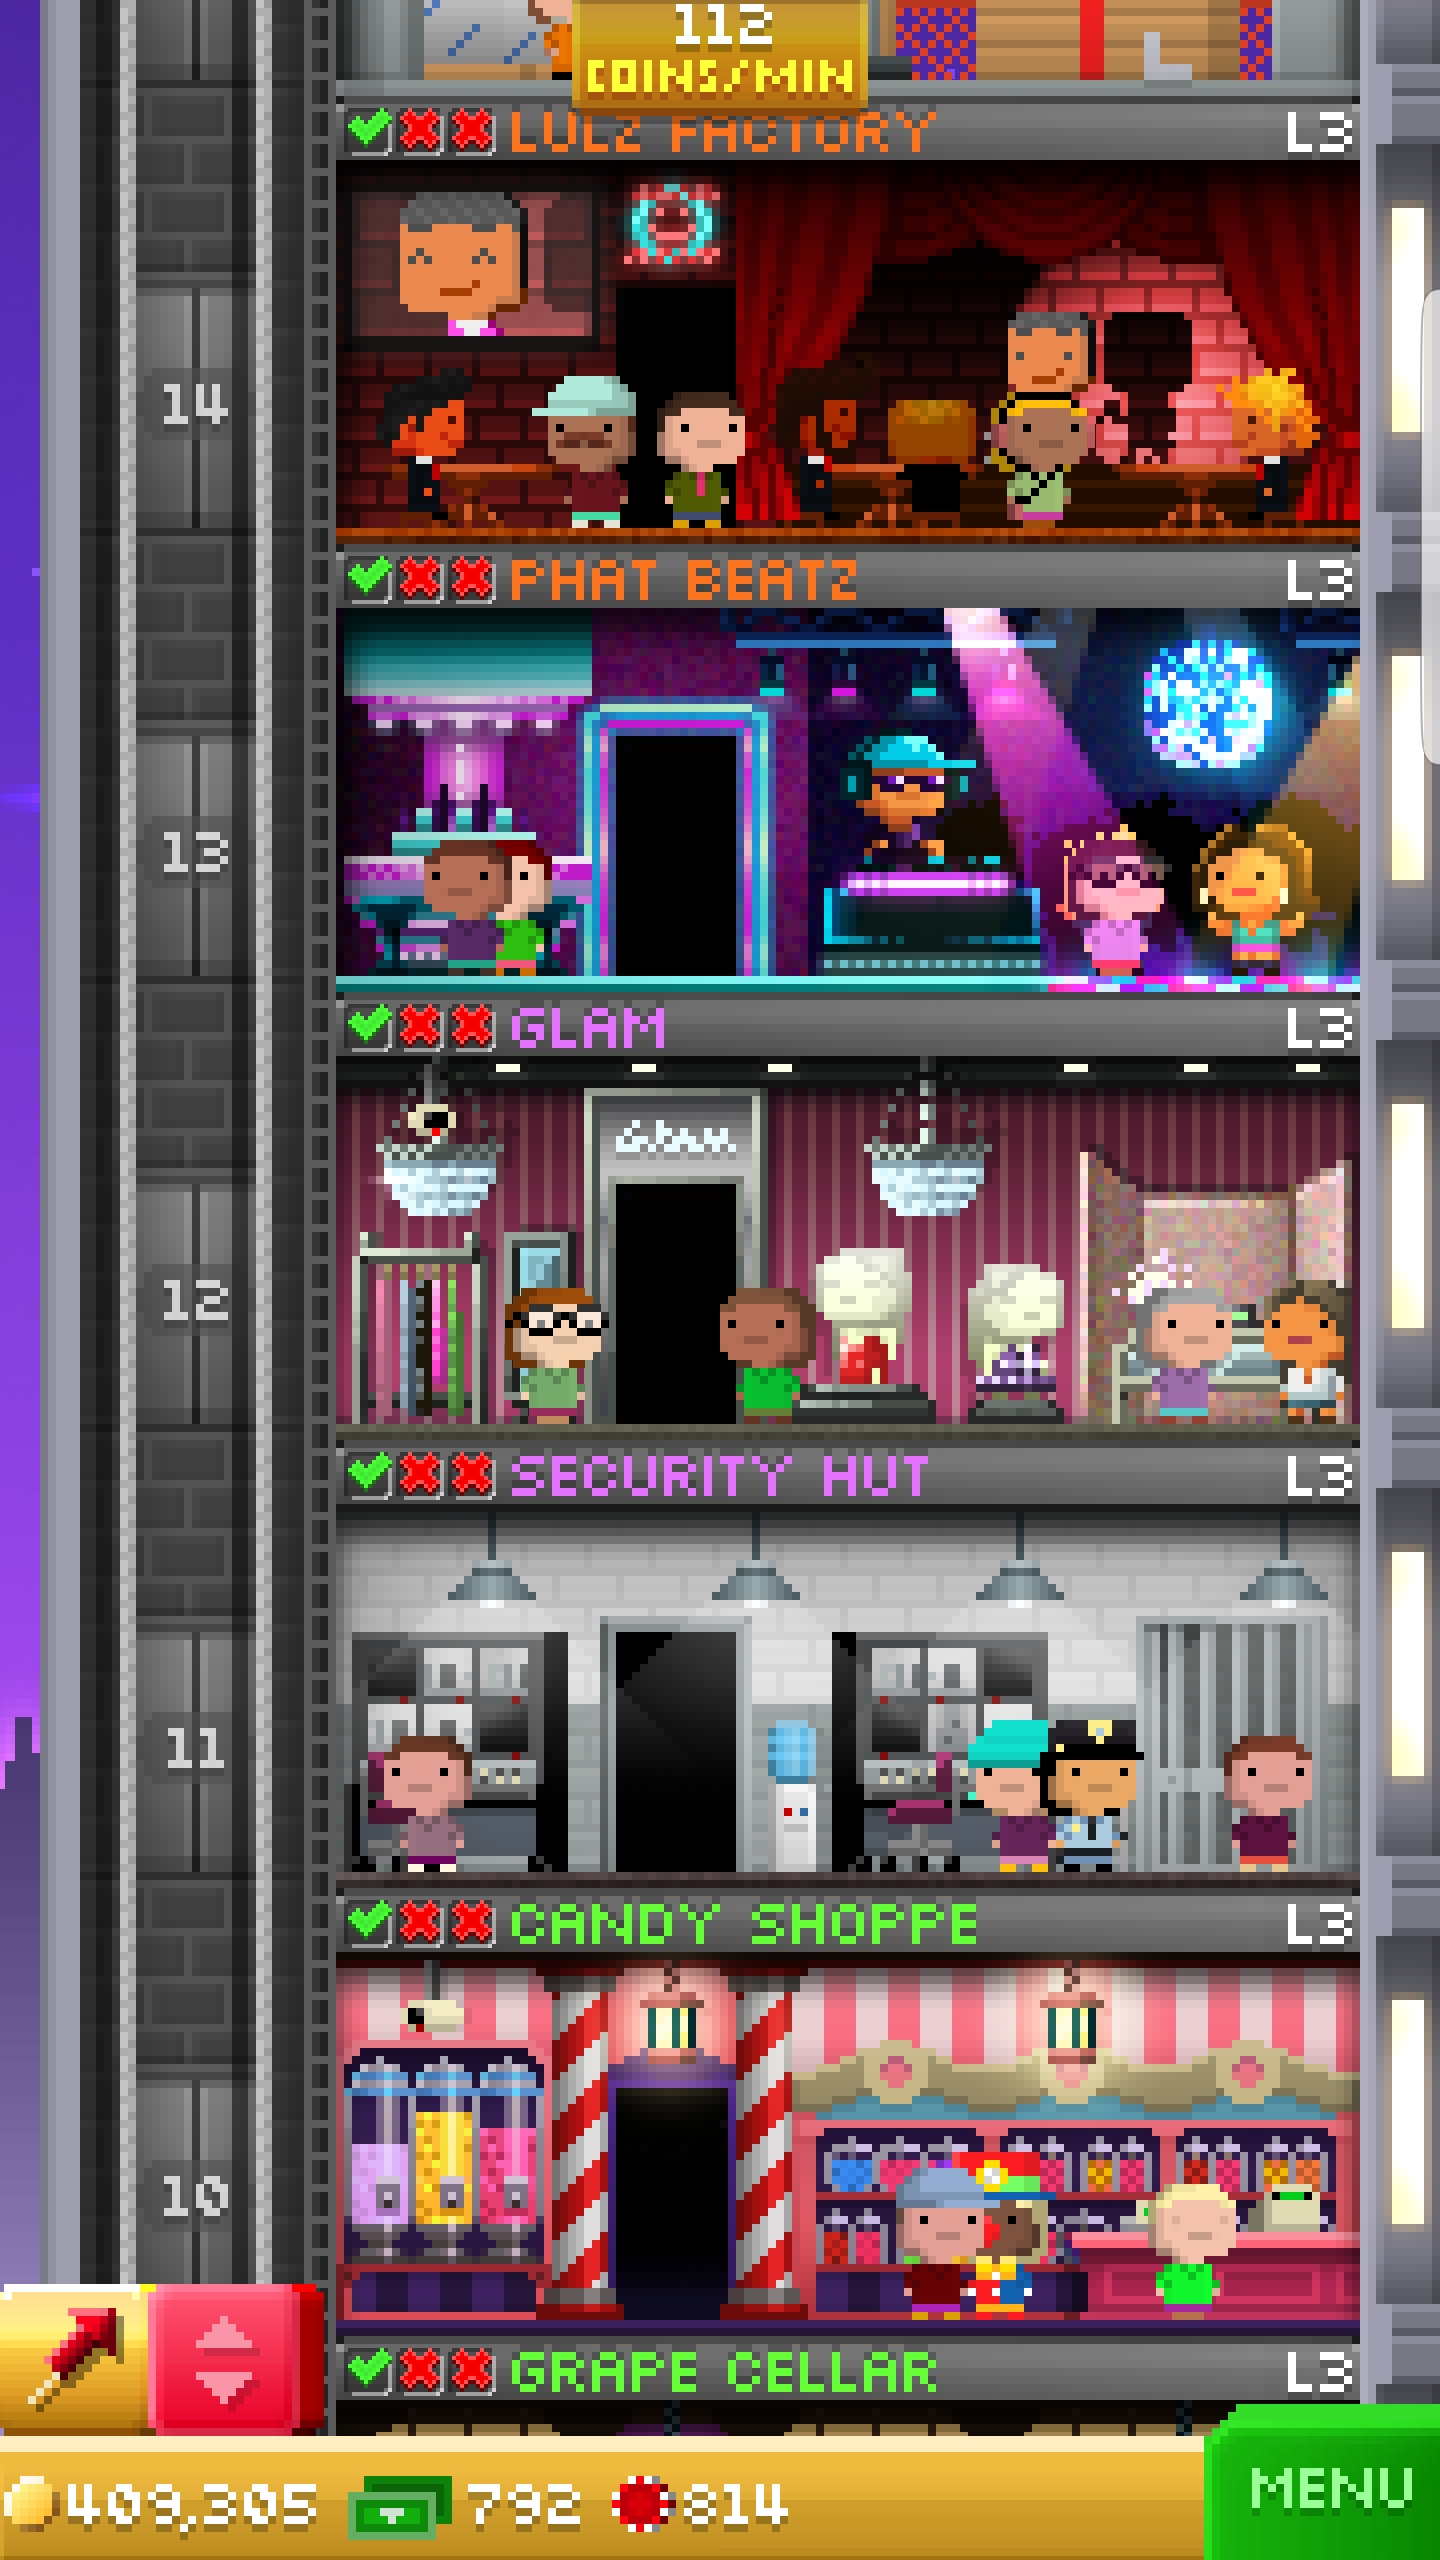 112
COINS/MIN
LULZ FACTORY L3
14
PHAT BEATZ L3
13
GLAM L3
Glam
12
SECURITY HUT L3
11
CANDY SHOPPE L3
10
GRAPE CELLAR L3
409,305 792 814
MENU